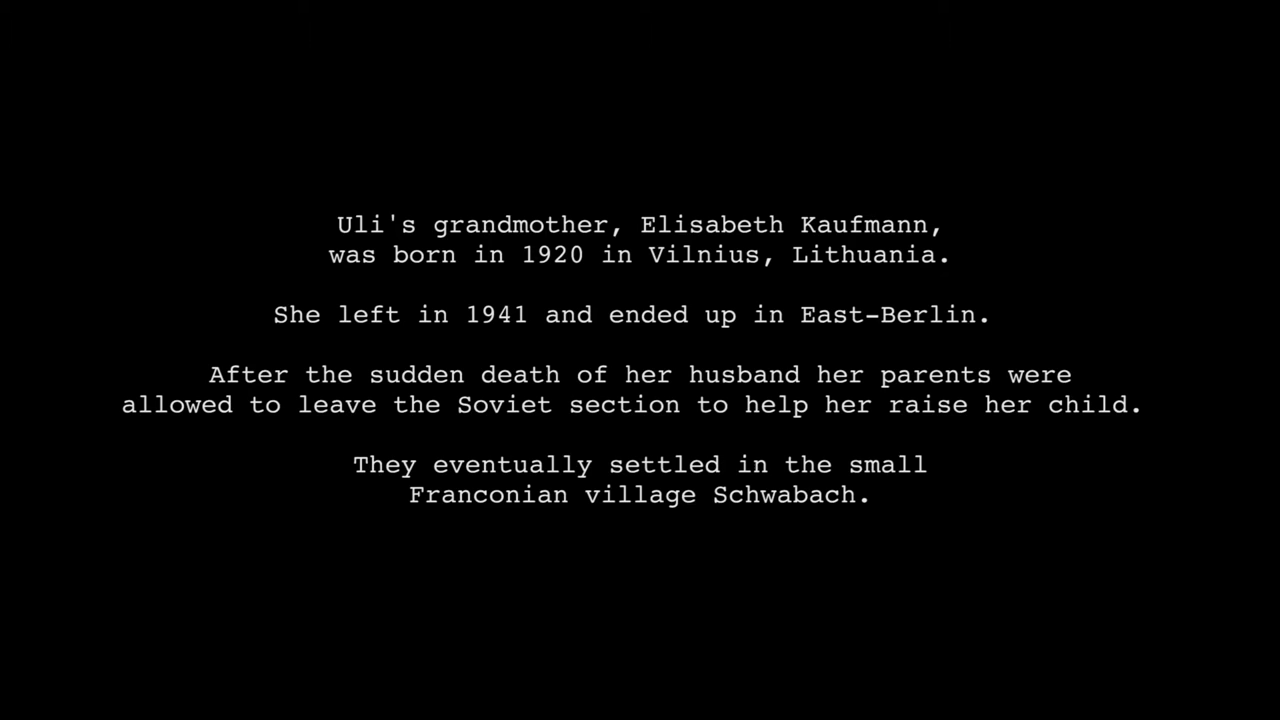 Uli's grandmother, Elisabeth Kaufmann,
was born in 1920 in Vilnius, Lithuania.
She left in 1941 and ended up in East-Berlin.
After the sudden death of her husband her parents were
allowed to leave the Soviet section to help her raise her child.
They eventually settled in the small
Franconian village Schwabach.